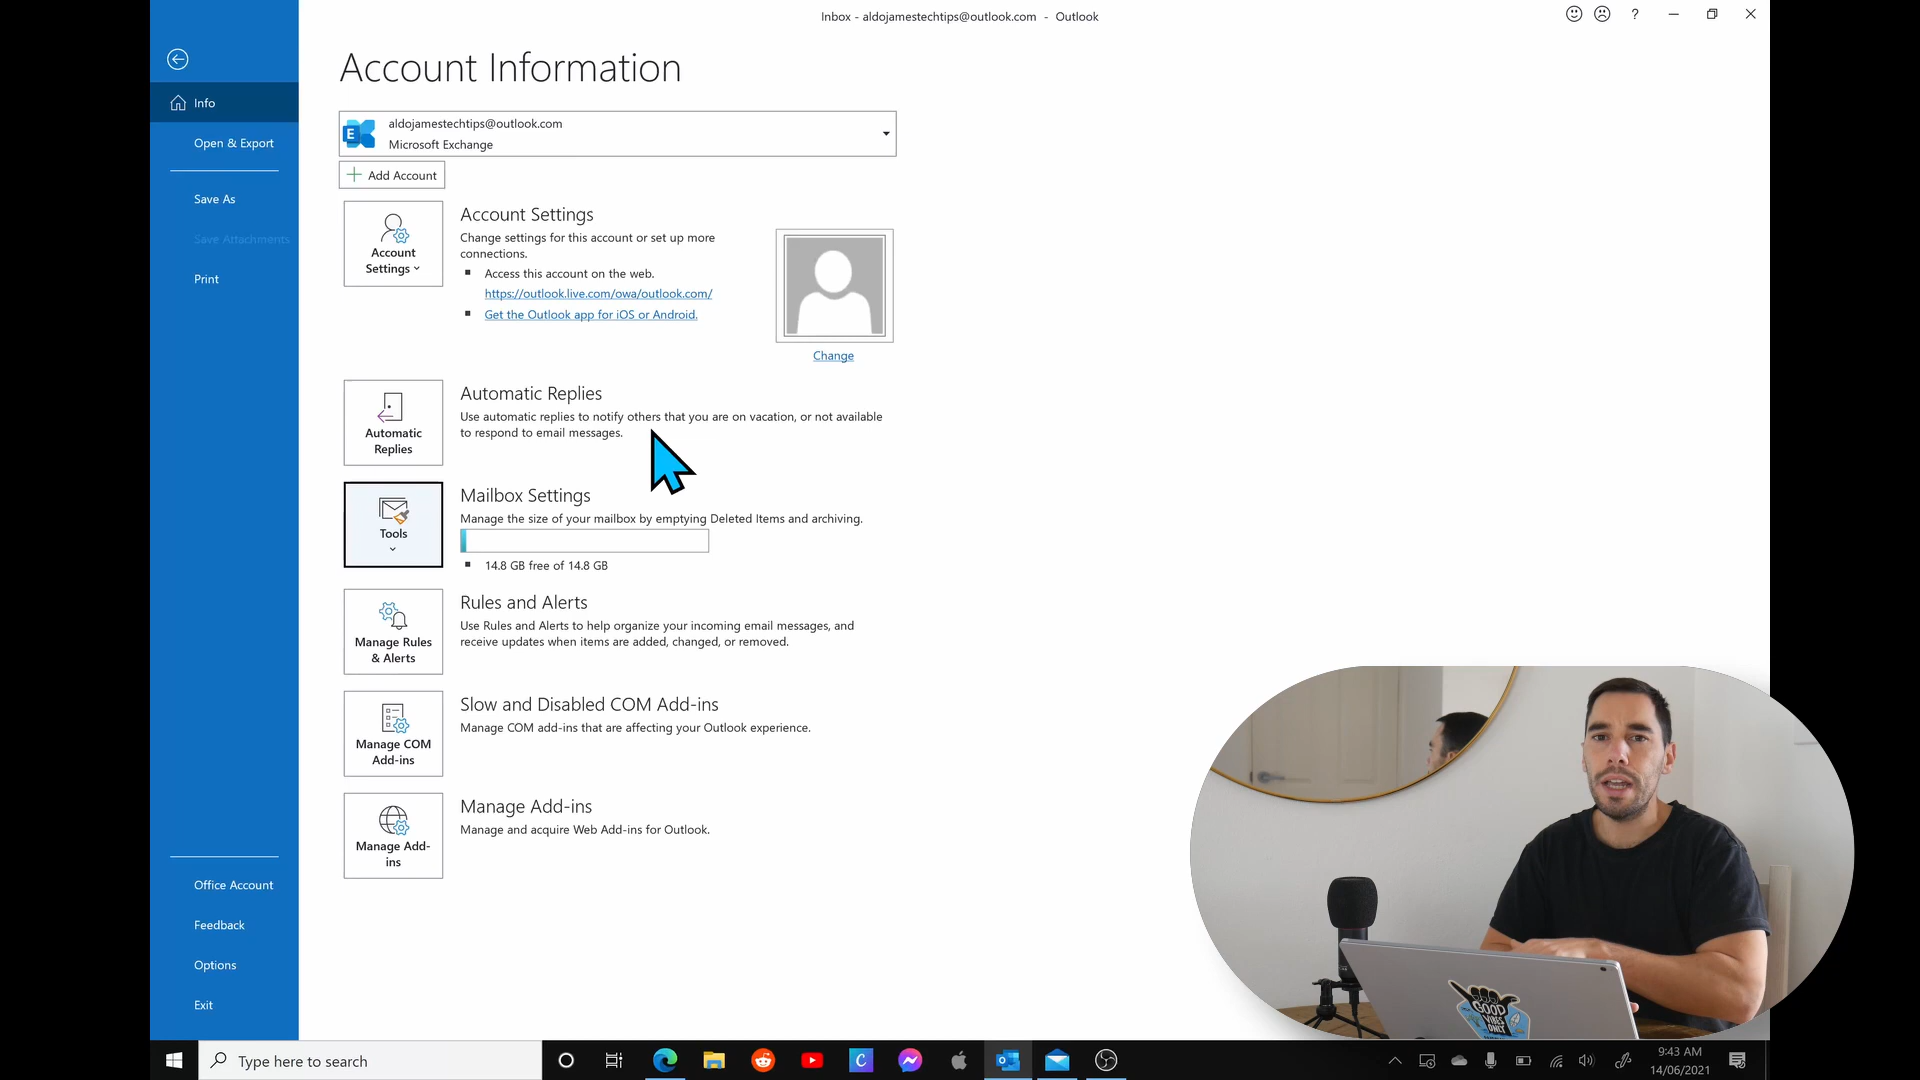 Inbox - aldojamestechtips@outlook.com - Outlook
?
Account Information
Info
Open & Export
Save As
Save Attachments
Print
Office Account
Feedback
Options
Exit
E
aldojamestechtips@outlook.com
Microsoft Exchange
Add Account
Account
Settings
Account Settings
Change settings for this account or set up more
connections.
Access this account on the web.
https://outlook.live.com/owa/outlook.com/
Get the Outlook app for iOS or Android.
Change
Automatic
Replies
Automatic Replies
Use automatic replies to notify others that you are on vacation, or not available
to respond to email messages.
Tools
Mailbox Settings
Manage the size of your mailbox by emptying Deleted Items and archiving.
14.8 GB free of 14.8 GB
Manage Rules
& Alerts
Rules and Alerts
Use Rules and Alerts to help organize your incoming email messages, and
receive updates when items are added, changed, or removed.
Manage COM
Add-ins
Slow and Disabled COM Add-ins
Manage COM add-ins that are affecting your Outlook experience.
Manage Add-
ins
Manage Add-ins
Manage and acquire Web Add-ins for Outlook.
GOOD
VIBES
ONLY
Type here to search
C
9:43 AM
14/06/2021